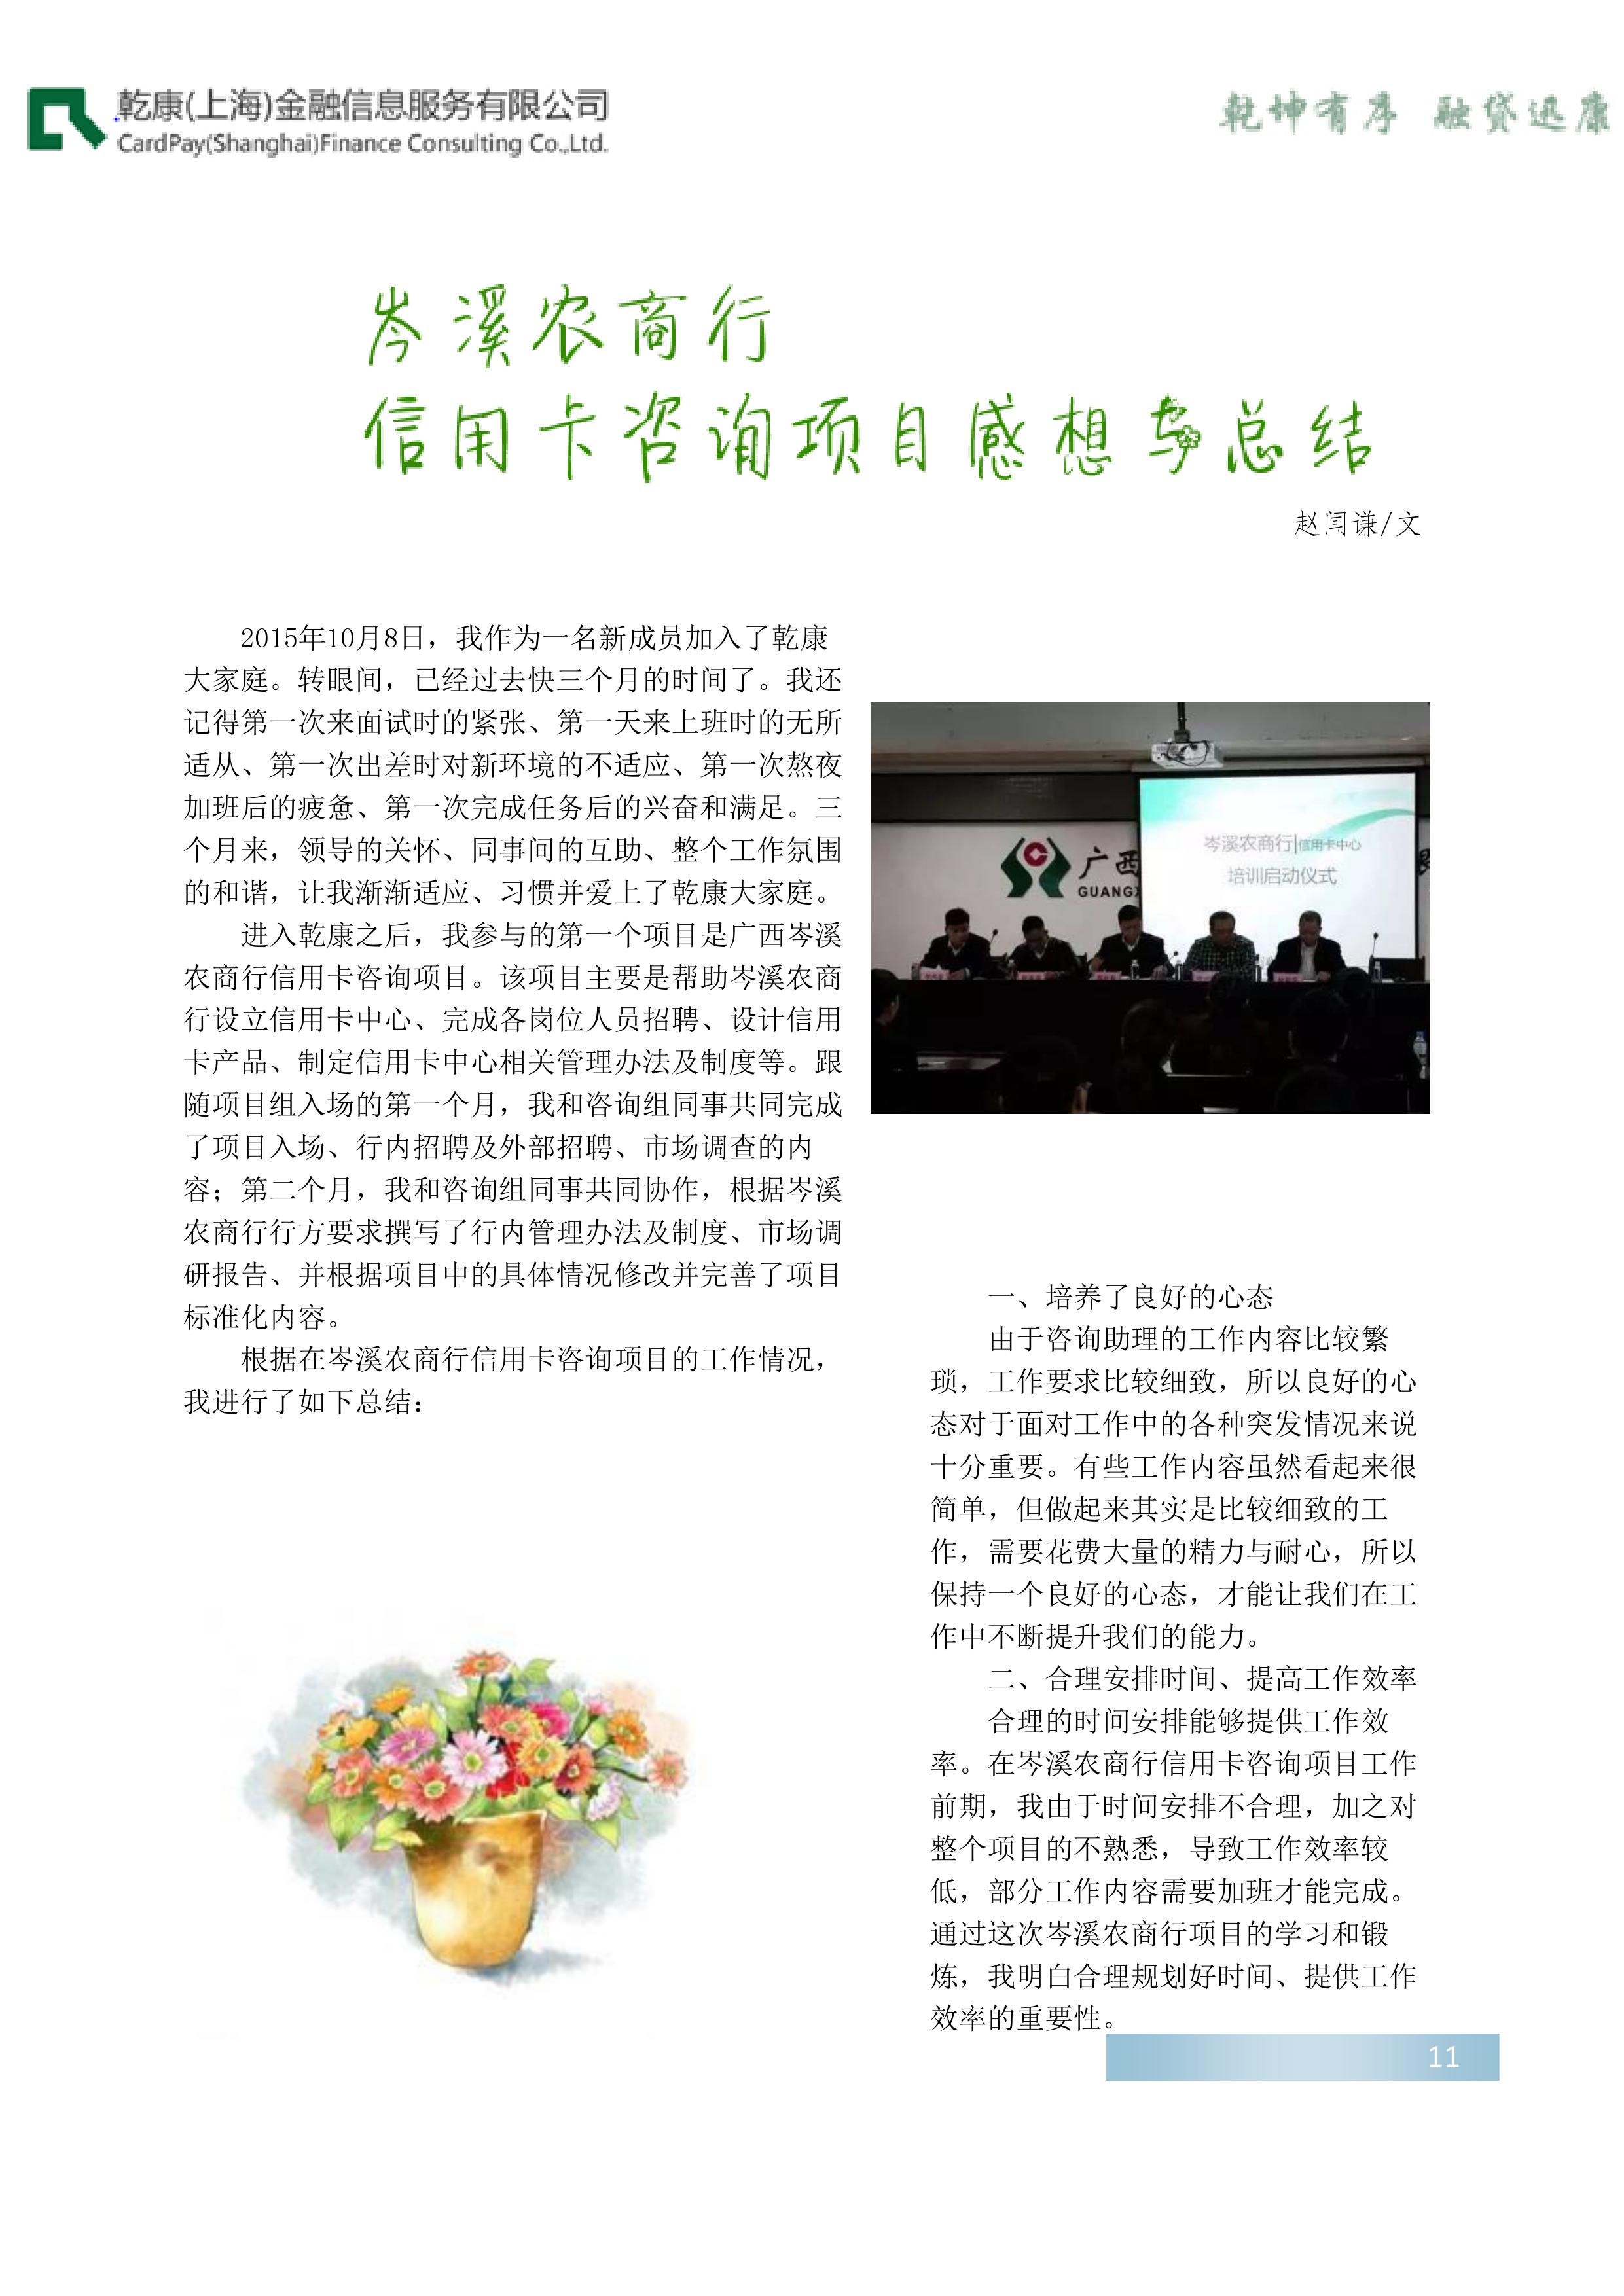 乾康(上海)金融信息服务有限公司
CardPay(Shanghai)Finance Consulting Co.,Ltd.
乾坤有序 融贷迅康
岑溪农商行
信用卡咨询项目感想与总结
赵闻谦/文
2015年10月8日，我作为一名新成员加入了乾康
大家庭。转眼间，已经过去快三个月的时间了。我还
记得第一次来面试时的紧张、第一天来上班时的无所
适从、第一次出差时对新环境的不适应、第一次熬夜
加班后的疲惫、第一次完成任务后的兴奋和满足。三
个月来，领导的关怀、同事间的互助、整个工作氛围
的和谐，让我渐渐适应、习惯并爱上了乾康大家庭。
进入乾康之后，我参与的第一个项目是广西岑溪
农商行信用卡咨询项目。该项目主要是帮助岑溪农商
行设立信用卡中心、完成各岗位人员招聘、设计信用
卡产品、制定信用卡中心相关管理办法及制度等。跟
随项目组入场的第一个月，我和咨询组同事共同完成
了项目入场、行内招聘及外部招聘、市场调查的内
容；第二个月，我和咨询组同事共同协作，根据岑溪
农商行行方要求撰写了行内管理办法及制度、市场调
研报告、并根据项目中的具体情况修改并完善了项目
标准化内容。
根据在岑溪农商行信用卡咨询项目的工作情况，
我进行了如下总结：
岑溪农商行|信用卡中心
培训启动仪式
广西
GUANGX
一、培养了良好的心态
由于咨询助理的工作内容比较繁
琐，工作要求比较细致，所以良好的心
态对于面对工作中的各种突发情况来说
十分重要。有些工作内容虽然看起来很
简单，但做起来其实是比较细致的工
作，需要花费大量的精力与耐心，所以
保持一个良好的心态，才能让我们在工
作中不断提升我们的能力。
二、合理安排时间、提高工作效率
合理的时间安排能够提供工作效
率。在岑溪农商行信用卡咨询项目工作
前期，我由于时间安排不合理，加之对
整个项目的不熟悉，导致工作效率较
低，部分工作内容需要加班才能完成。
通过这次岑溪农商行项目的学习和锻
炼，我明白合理规划好时间、提供工作
效率的重要性。
11